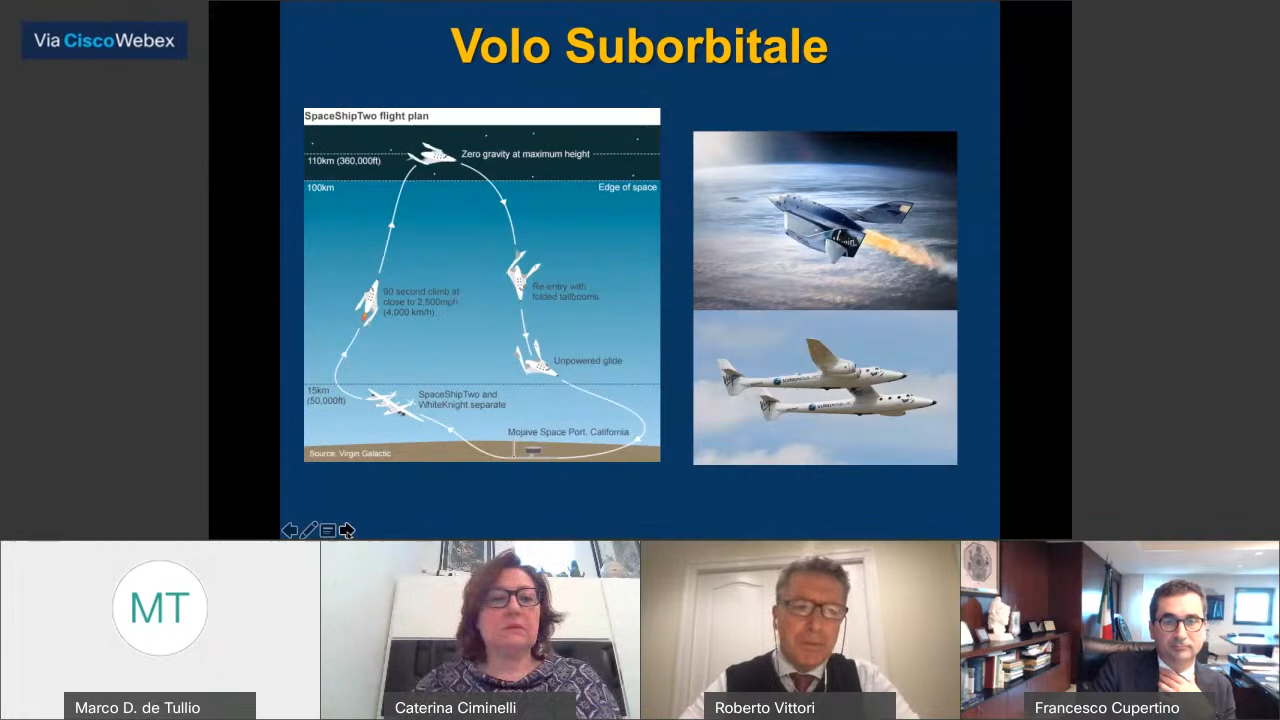 Via Cisco Webex
Volo Suborbitale
SpaceShipTwo flight plan
Zero gravity at maximum height
110km (360,000ft)
100km
Edge of space
90 second climb at
close to 2,500mph
(4,000 km/h)
Re-entry with
folded tailbooms
Unpowered glide
15km
(50,000ft)
SpaceShipTwo and
WhiteKnight separate
Mojave Space Port, California
Source: Virgin Galactic
MT
Marco D. de Tullio
Caterina Ciminelli
Roberto Vittori
Francesco Cupertino